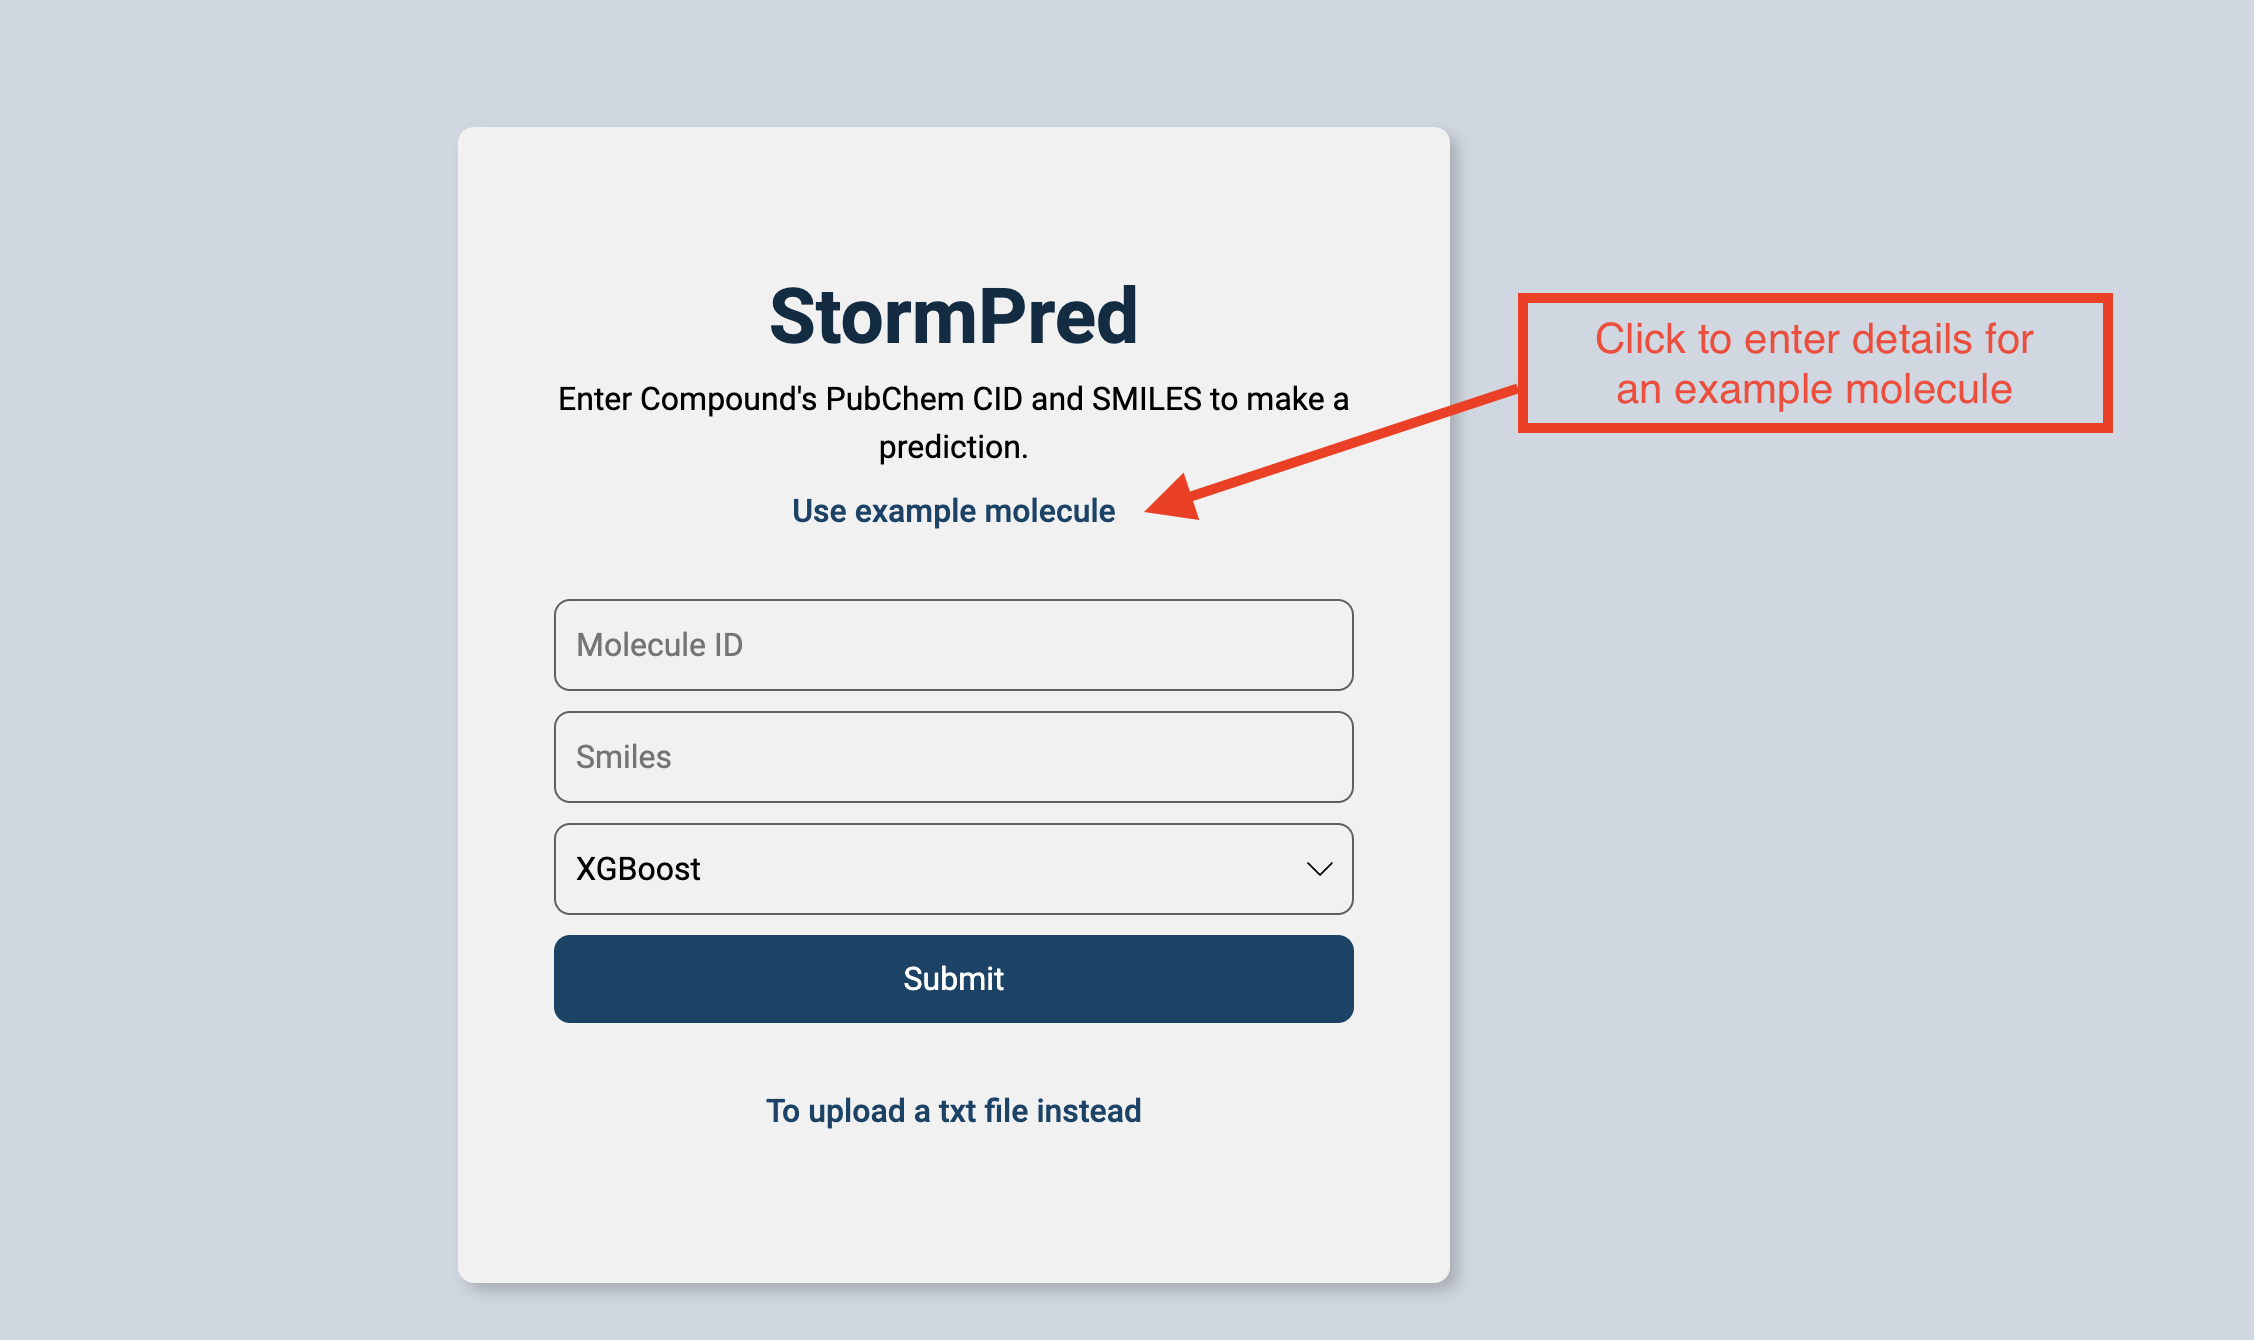 StormPred
Enter Compound's PubChem CID and SMILES to make a
prediction.
Use example molecule
Click to enter details for
an example molecule
Molecule ID
Smiles
XGBoost
Submit
To upload a txt file instead